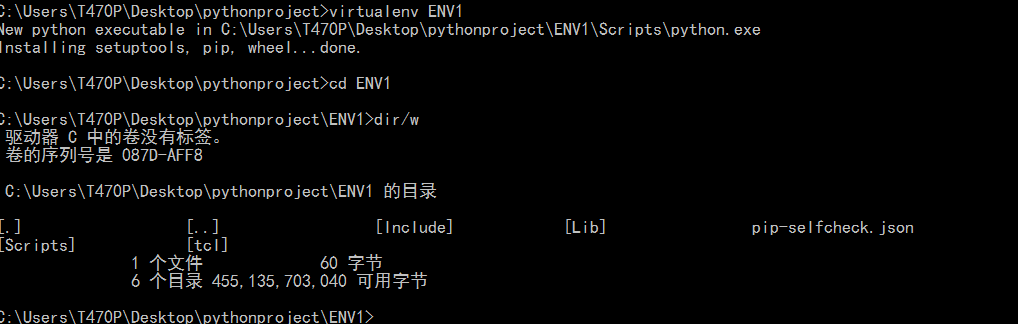 C:\Users\T470P\Desktop\pythonproject>virtualenv ENV1
New python executable in C:\Users\T470P\Desktop\pythonproject\ENV1\Scripts\python.exe
Installing setuptools, pip, wheel...done.
C:\Users\T470P\Desktop\pythonproject>cd ENV1
C:\Users\T470P\Desktop\pythonproject\ENV1>dir/w
驱动器 C 中的卷没有标签。
卷的序列号是 087D-AFF8
C:\Users\T470P\Desktop\pythonproject\ENV1 的目录
[.] [..] [Include] [Lib] pip-selfcheck.json
[Scripts] [tcl]
1 个文件 60 字节
6 个目录 455,135,703,040 可用字节
C:\Users\T470P\Desktop\pythonproject\ENV1>